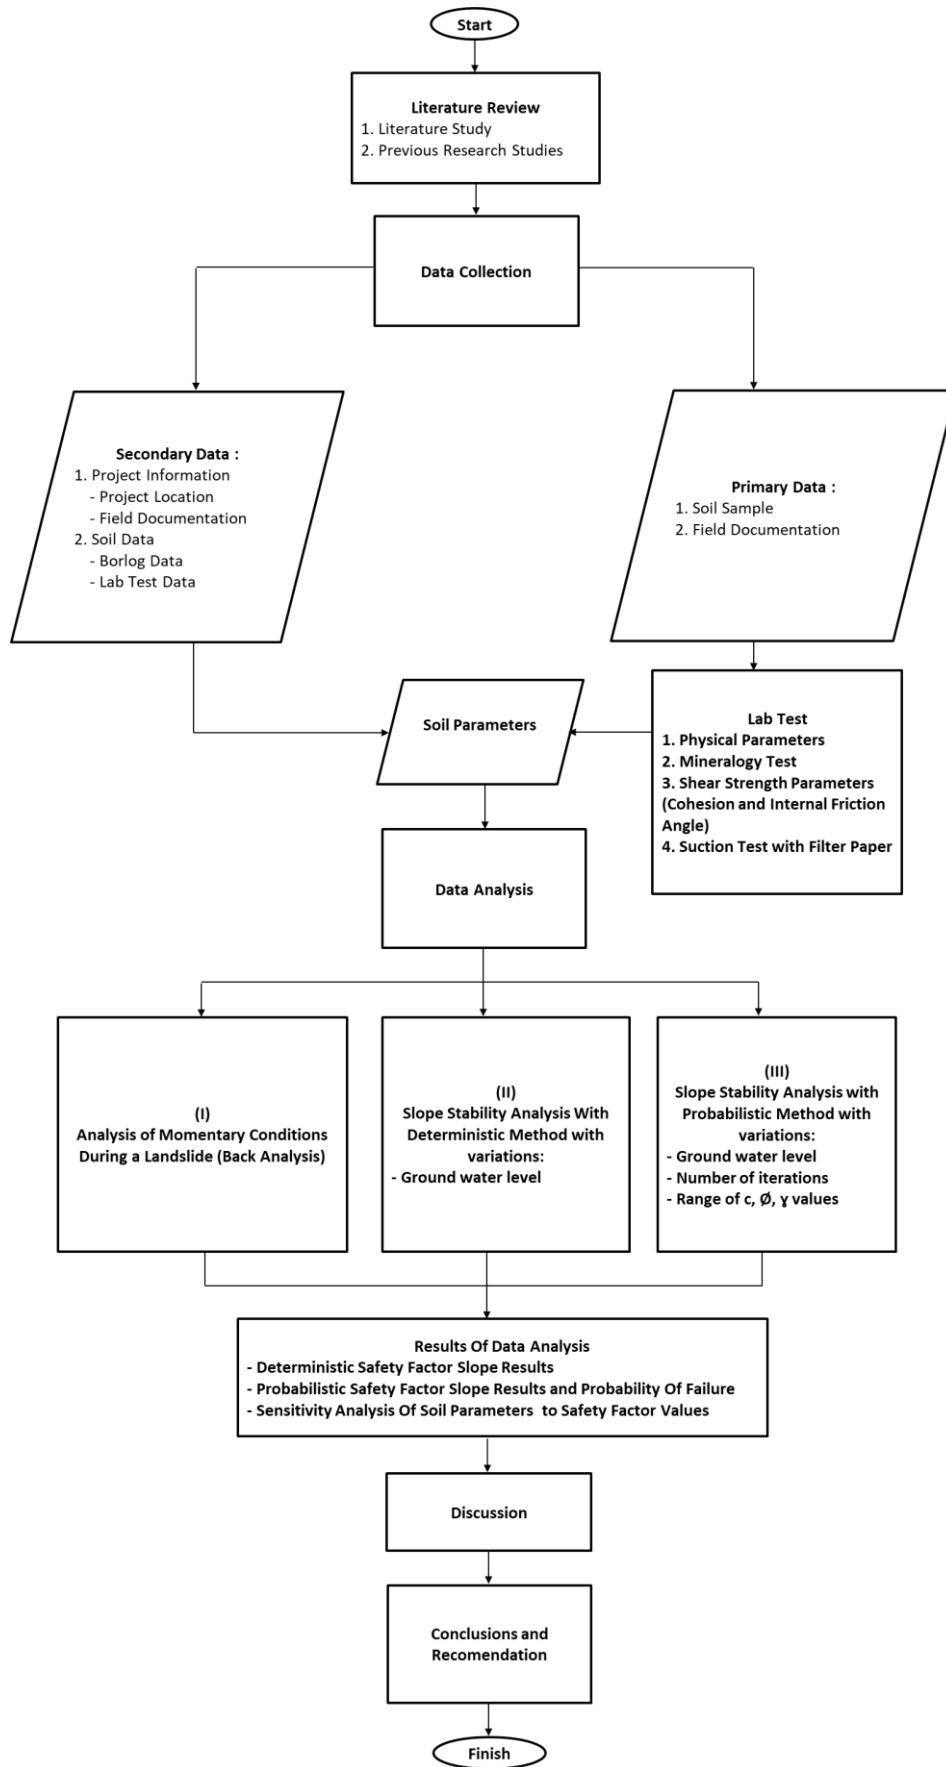 Start
Literature Review
1. Literature Study
2. Previous Research Studies
Data Collection
Secondary Data :
1. Project Information
- Project Location
- Field Documentation
2. Soil Data
- Borlog Data
- Lab Test Data
Primary Data :
1. Soil Sample
2. Field Documentation
Soil Parameters
Lab Test
1. Physical Parameters
2. Mineralogy Test
3. Shear Strength Parameters
(Cohesion and Internal Friction
Angle)
4. Suction Test with Filter Paper
Data Analysis
(I)
Analysis of Momentary Conditions
During a Landslide (Back Analysis)
(II)
Slope Stability Analysis With
Deterministic Method with
variations:
- Ground water level
(III)
Slope Stability Analysis with
Probabilistic Method with
variations:
- Ground water level
- Number of iterations
- Range of c, Ø, ɣ values
Results Of Data Analysis
- Deterministic Safety Factor Slope Results
- Probabilistic Safety Factor Slope Results and Probability Of Failure
- Sensitivity Analysis Of Soil Parameters to Safety Factor Values
Discussion
Conclusions and
Recomendation
Finish